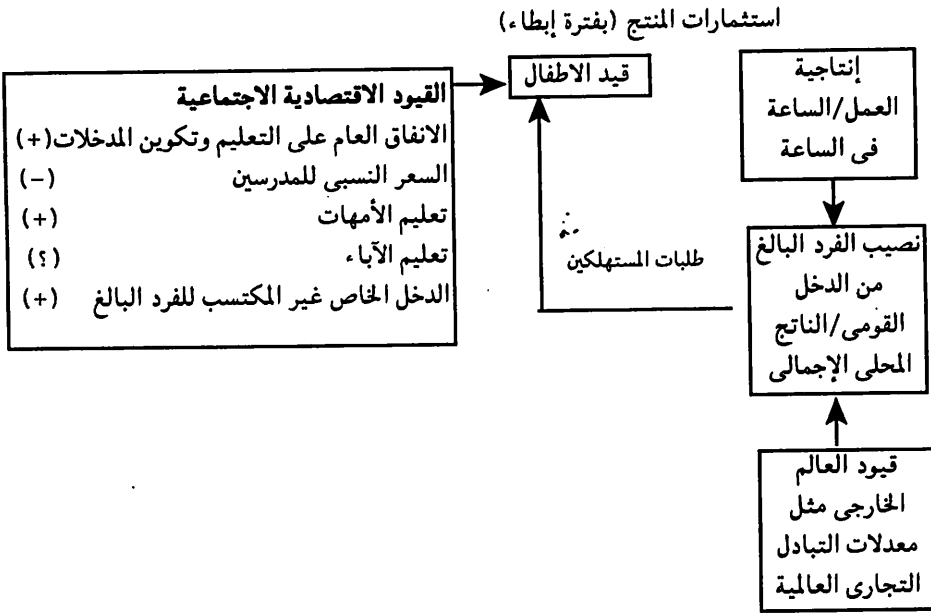 استثمارات المنتج (بفترة إبطاء)
إنتاجية
العمل/الساعة
فى الساعة
قيد الاطفال
القيود الاقتصادية الاجتماعية
الانفاق العام على التعليم وتكوين المدخلات (+)
السعر النسبى للمدرسين (–)
تعليم الأمهات (+)
تعليم الآباء (؟)
الدخل الخاص غير المكتسب للفرد البالغ (+)
طلبات المستهلكين
نصيب الفرد البالغ
من الدخل
القومى/الناتج
المحلى الإجمالى
قيود العالم
الخارجى مثل
معدلات التبادل
التجارى العالمية